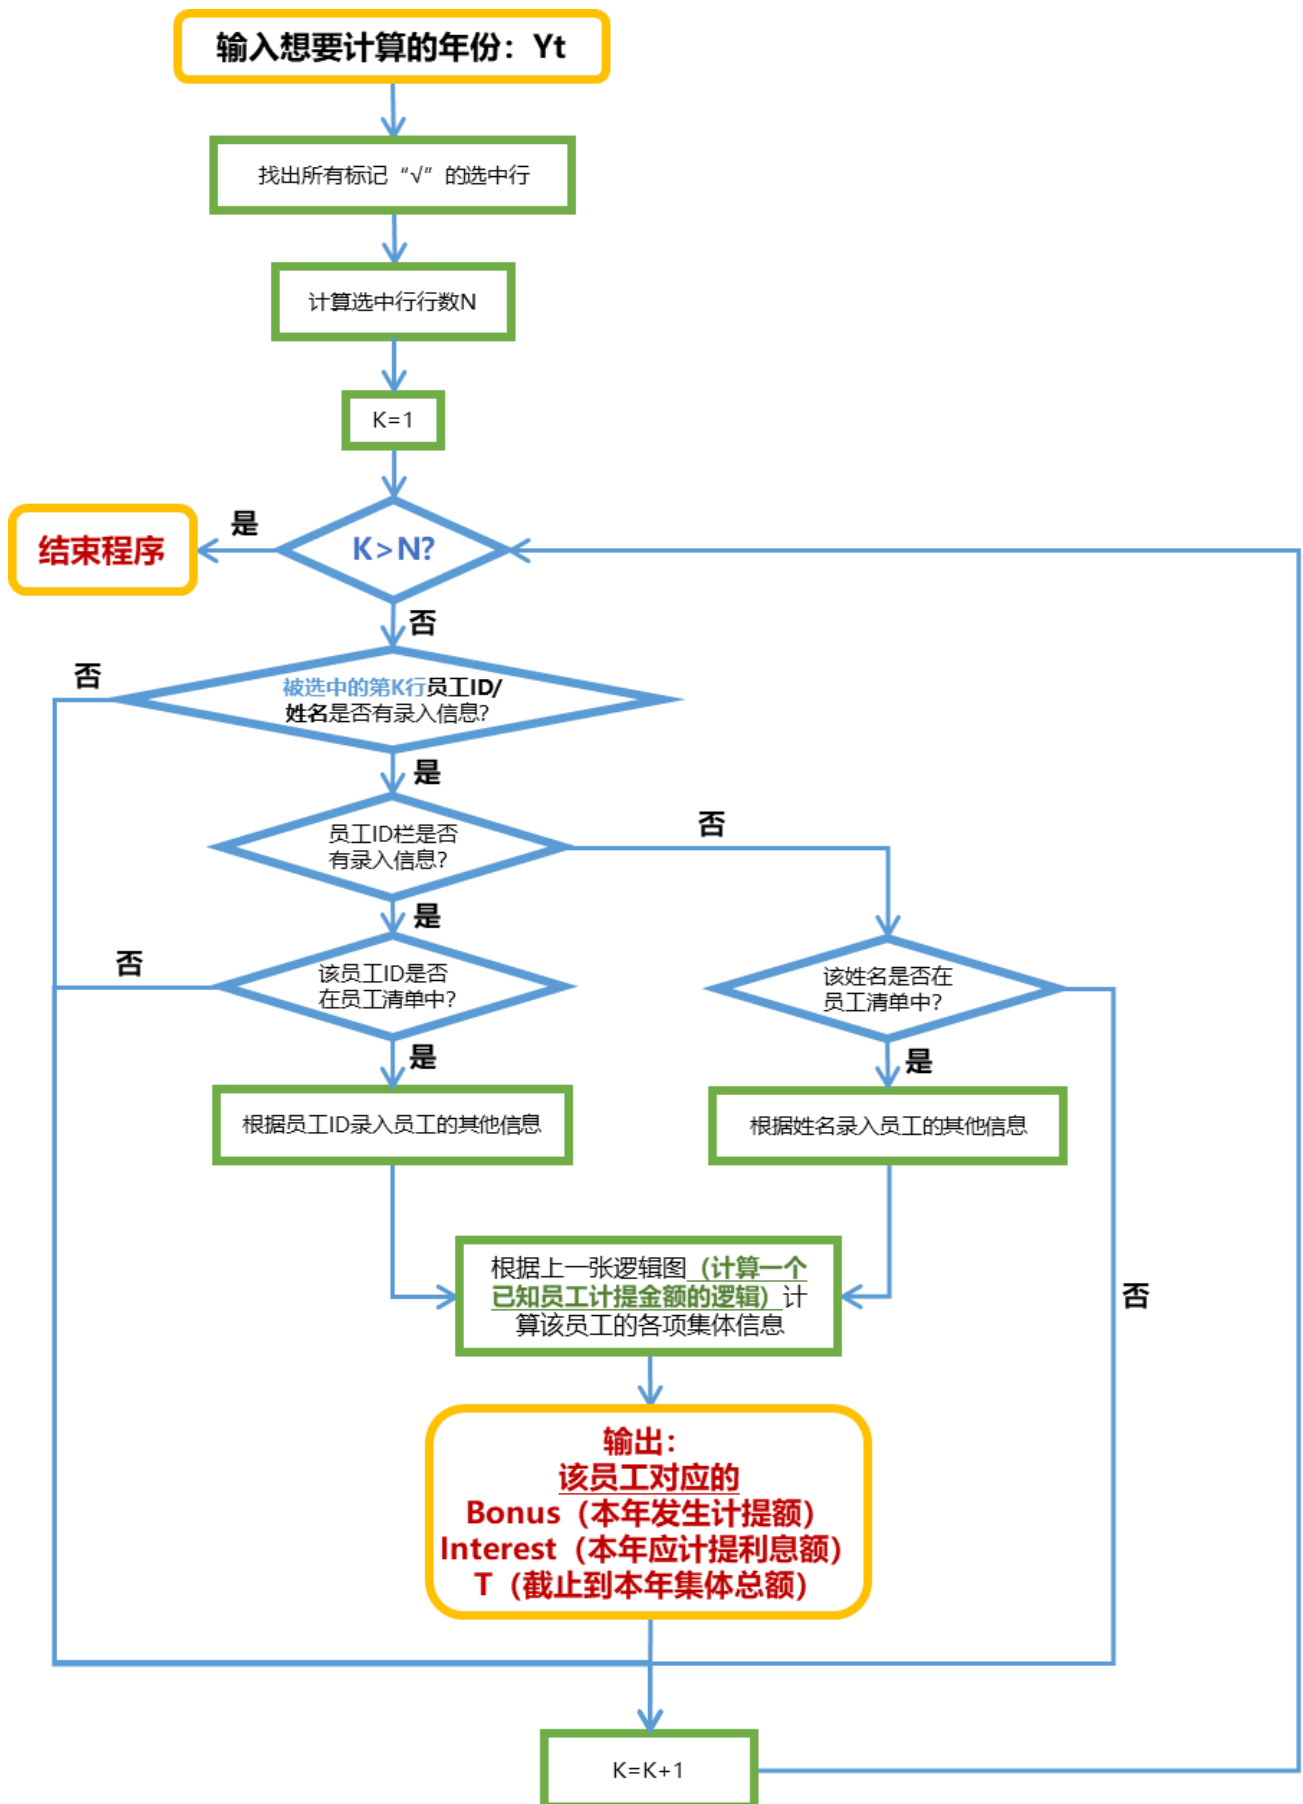 输入想要计算的年份：Yt
找出所有标记“√”的选中行
计算选中行行数N
K=1
是
结束程序
K>N?
否
否
被选中的第K行员工ID/
姓名是否有录入信息？
是
员工ID栏是否
有录入信息？
否
是
否
该员工ID是否
在员工清单中？
该姓名是否在
员工清单中？
是
是
根据员工ID录入员工的其他信息
根据姓名录入员工的其他信息
根据上一张逻辑图（计算一个
已知员工计提金额的逻辑）计
算该员工的各项集体信息
否
输出：
该员工对应的
Bonus（本年发生计提额）
Interest（本年应计提利息额）
T（截止到本年集体总额）
K=K+1